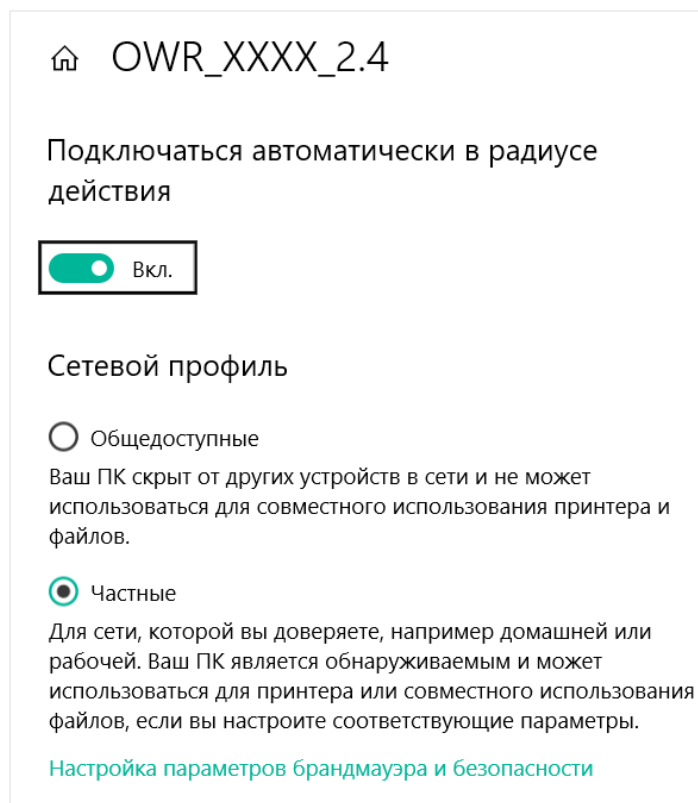 OWR_XXXX_2.4
Подключаться автоматически в радиусе
действия
Вкл.
Сетевой профиль
Общедоступные
Ваш ПК скрыт от других устройств в сети и не может
использоваться для совместного использования принтера и
файлов.
Частные
Для сети, которой вы доверяете, например домашней или
рабочей. Ваш ПК является обнаруживаемым и может
использоваться для принтера или совместного использования
файлов, если вы настроите соответствующие параметры.
Настройка параметров брандмауэра и безопасности